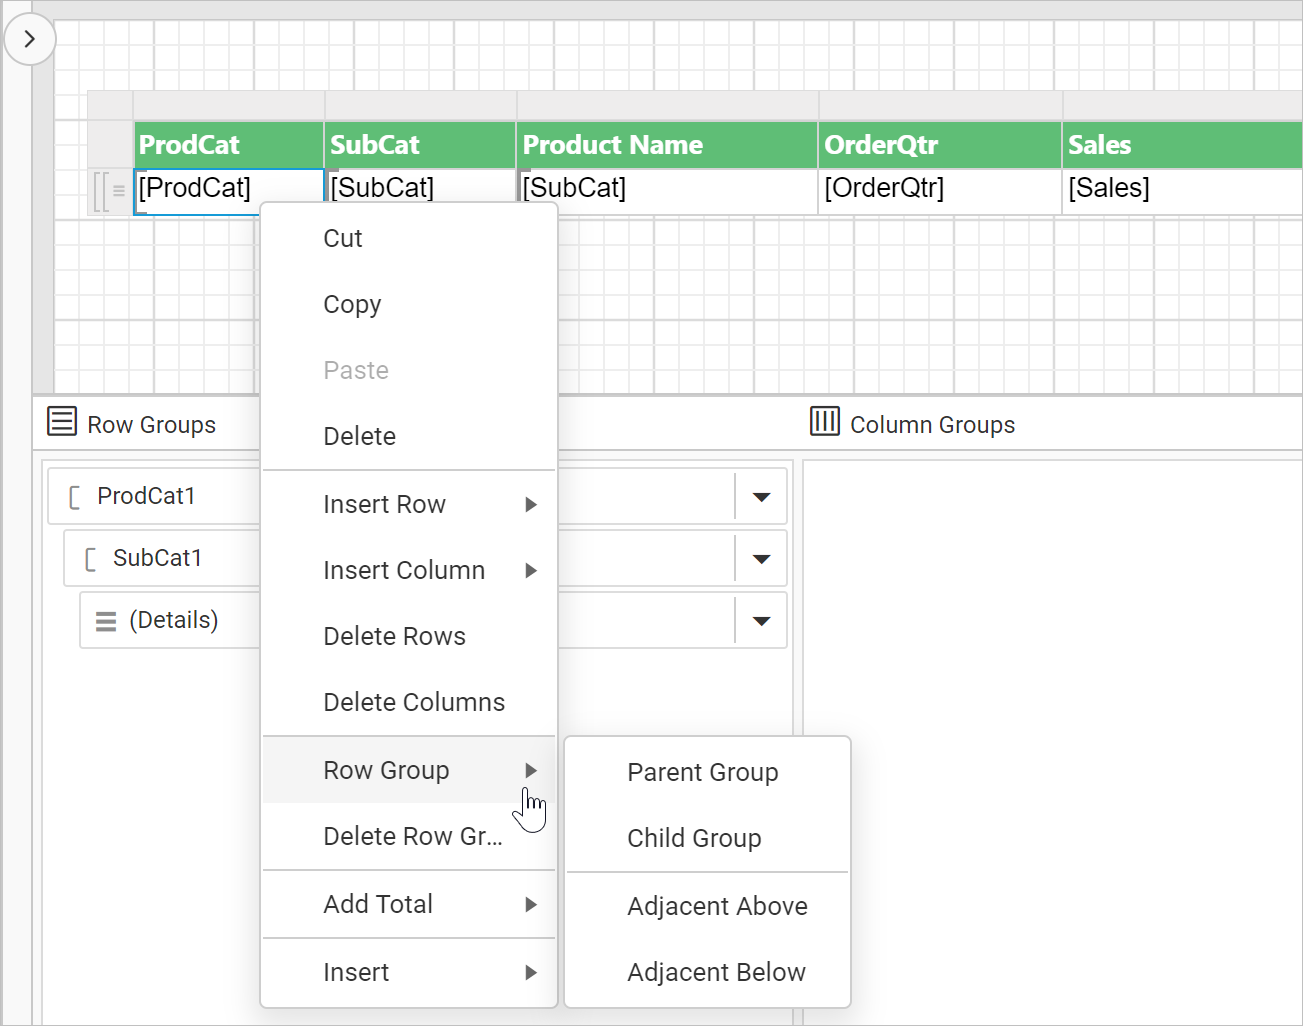 ProdCat SubCat Product Name OrderQtr Sales
[ProdCat] [SubCat] [SubCat] [OrderQtr] [Sales]
Cut
Copy
Paste
Delete
Row Groups
Column Groups
ProdCat1
SubCat1
(Details)
Insert Row
Insert Column
Delete Rows
Delete Columns
Row Group
Delete Row Gr...
Add Total
Insert
Parent Group
Child Group
Adjacent Above
Adjacent Below